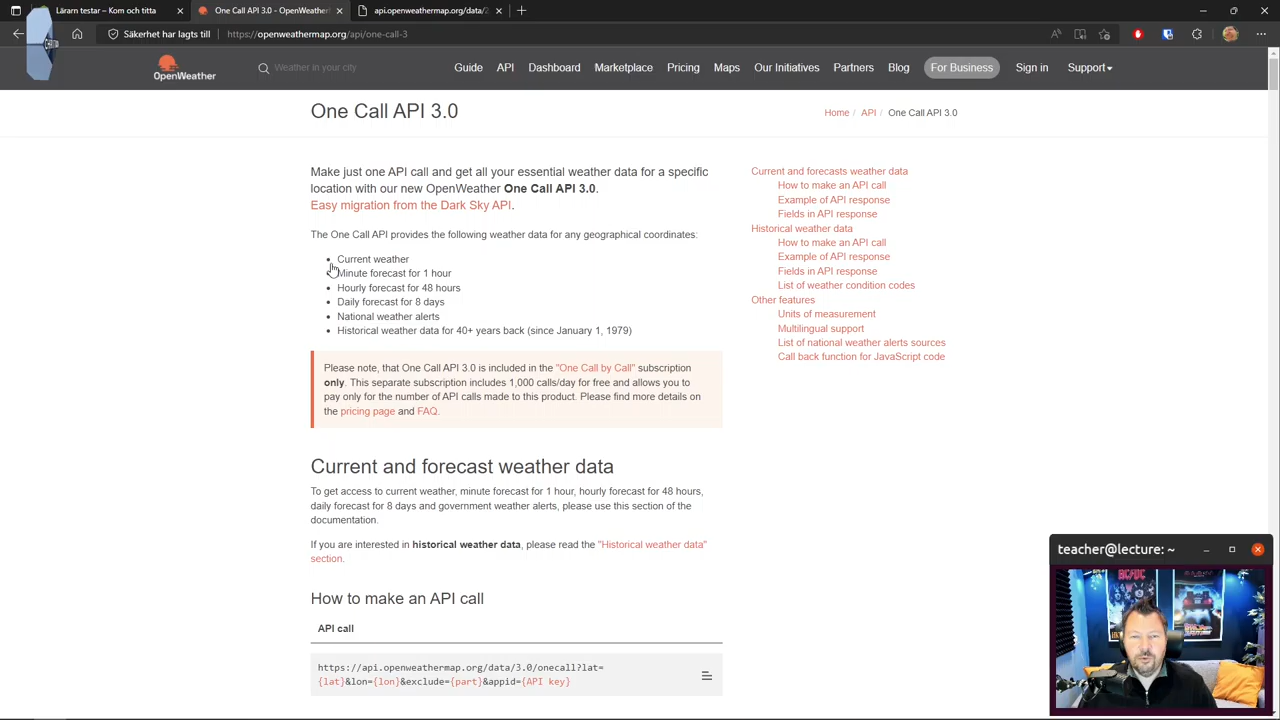 Läraren testar – Kom och titta
One Call API 3.0 - OpenWeather
api.openweathermap.org/data/
Säkerhet har lagts till
https://openweathermap.org/api/one-call-3
OpenWeather
Weather in your city
Guide
API
Dashboard
Marketplace
Pricing
Maps
Our Initiatives
Partners
Blog
For Business
Sign in
Support
One Call API 3.0
Home / API / One Call API 3.0
Make just one API call and get all your essential weather data for a specific
location with our new OpenWeather One Call API 3.0.
Easy migration from the Dark Sky API.
The One Call API provides the following weather data for any geographical coordinates:
Current weather
Minute forecast for 1 hour
Hourly forecast for 48 hours
Daily forecast for 8 days
National weather alerts
Historical weather data for 40+ years back (since January 1, 1979)
Please note, that One Call API 3.0 is included in the "One Call by Call" subscription
only. This separate subscription includes 1,000 calls/day for free and allows you to
pay only for the number of API calls made to this product. Please find more details on
the pricing page and FAQ.
Current and forecast weather data
To get access to current weather, minute forecast for 1 hour, hourly forecast for 48 hours,
daily forecast for 8 days and government weather alerts, please use this section of the
documentation.
If you are interested in historical weather data, please read the "Historical weather data"
section.
How to make an API call
API call
https://api.openweathermap.org/data/3.0/onecall?lat=
{lat}&lon={lon}&exclude={part}&appid={API key}
Current and forecasts weather data
How to make an API call
Example of API response
Fields in API response
Historical weather data
How to make an API call
Example of API response
Fields in API response
List of weather condition codes
Other features
Units of measurement
Multilingual support
List of national weather alerts sources
Call back function for JavaScript code
teacher@lecture: ~
AC/DC